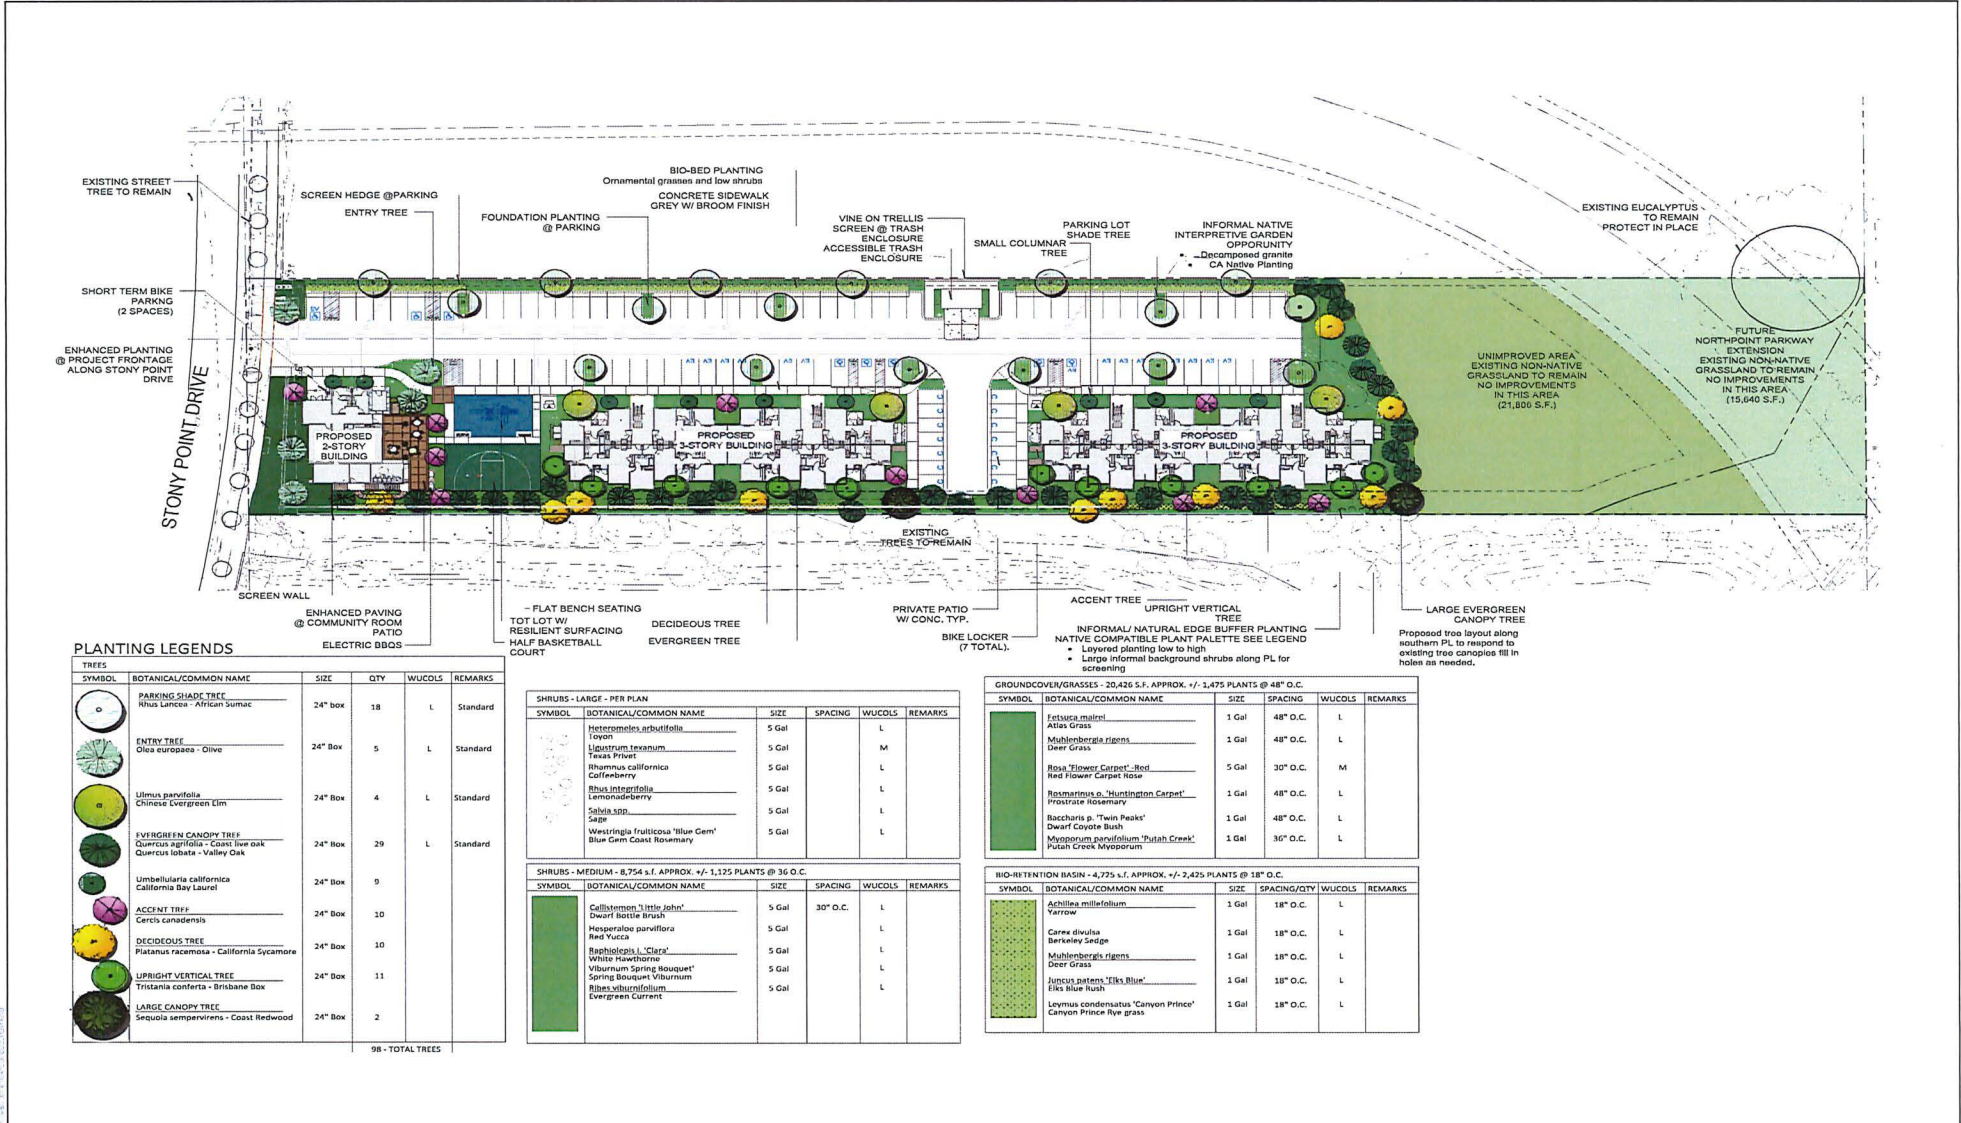 EXISTING STREET
TREE TO REMAIN
SCREEN HEDGE @PARKING
ENTRY TREE
BIO-BED PLANTING
Ornamental grasses and low shrubs
CONCRETE SIDEWALK
GREY W/ BROOM FINISH
FOUNDATION PLANTING
@ PARKING
VINE ON TRELLIS
SCREEN @ TRASH
ENCLOSURE
ACCESSIBLE TRASH
ENCLOSURE
SMALL COLUMNAR
TREE
PARKING LOT
SHADE TREE
INFORMAL NATIVE
INTERPRETIVE GARDEN
OPPORUNITY
• Decomposed granite
• CA Native Planting
EXISTING EUCALYPTUS
TO REMAIN
PROTECT IN PLACE
SHORT TERM BIKE
PARKNG
(2 SPACES)
ENHANCED PLANTING
@ PROJECT FRONTAGE
ALONG STONY POINT
DRIVE
STONY POINT DRIVE
PROPOSED
2-STORY
BUILDING
PROPOSED
3-STORY BUILDING
PROPOSED
3-STORY BUILDING
UNIMPROVED AREA
EXISTING NON-NATIVE
GRASSLAND TO REMAIN
NO IMPROVEMENTS
IN THIS AREA
(21,806 S.F.)
FUTURE
NORTHPOINT PARKWAY
EXTENSION
EXISTING NON-NATIVE
GRASSLAND TO REMAIN
NO IMPROVEMENTS
IN THIS AREA
(15,640 S.F.)
EXISTING
TREES TO REMAIN
SCREEN WALL
ENHANCED PAVING
@ COMMUNITY ROOM
PATIO
ELECTRIC BBQS
– FLAT BENCH SEATING
TOT LOT W/
RESILIENT SURFACING
HALF BASKETBALL
COURT
DECIDEOUS TREE
EVERGREEN TREE
PRIVATE PATIO
W/ CONC. TYP.
BIKE LOCKER
(7 TOTAL).
ACCENT TREE
UPRIGHT VERTICAL
TREE
INFORMAL/ NATURAL EDGE BUFFER PLANTING
NATIVE COMPATIBLE PLANT PALETTE SEE LEGEND
• Layered planting low to high
• Large informal background shrubs along PL for
screening
LARGE EVERGREEN
CANOPY TREE
Proposed tree layout along
southern PL to respond to
existing tree canopies fill in
holes as needed.
PLANTING LEGENDS
TREES
SYMBOL BOTANICAL/COMMON NAME SIZE QTY WUCOLS REMARKS
PARKING SHADE TREE
Rhus Lancea - African Sumac 24" box 18 L Standard
ENTRY TREE
Olea europaea - Olive 24" Box 5 L Standard
Ulmus parvifolia
Chinese Evergreen Elm 24" Box 4 L Standard
EVERGREEN CANOPY TREE
Quercus agrifolia - Coast live oak 24" Box 29 L Standard
Quercus lobata - Valley Oak
Umbellularia californica
California Bay Laurel 24" Box 9
ACCENT TREE
Cercis canadensis 24" Box 10
DECIDEOUS TREE
Platanus racemosa - California Sycamore 24" Box 10
UPRIGHT VERTICAL TREE
Tristania conferta - Brisbane Box 24" Box 11
LARGE CANOPY TREE
Sequoia sempervirens - Coast Redwood 24" Box 2
98 - TOTAL TREES
SHRUBS - LARGE - PER PLAN
SYMBOL BOTANICAL/COMMON NAME SIZE SPACING WUCOLS REMARKS
Heteromeles arbutifolia 5 Gal L
Toyon
Ligustrum texanum 5 Gal M
Texas Privet
Rhamnus californica 5 Gal L
Coffeeberry
Rhus integrifolia 5 Gal L
Lemonadeberry
Salvia spp. 5 Gal L
Sage
Westringia fruiticosa 'Blue Gem' 5 Gal L
Blue Gem Coast Rosemary
SHRUBS - MEDIUM - 8,754 s.f. APPROX. +/- 1,125 PLANTS @ 36 O.C.
SYMBOL BOTANICAL/COMMON NAME SIZE SPACING WUCOLS REMARKS
Callistemon 'Little John' 5 Gal 30" O.C. L
Dwarf Bottle Brush
Hesperaloe parviflora 5 Gal L
Red Yucca
Raphiolepis i. 'Clara' 5 Gal L
White Hawthorne
Viburnum Spring Bouquet' 5 Gal L
Spring Bouquet Viburnum
Ribes viburnifolium 5 Gal L
Evergreen Current
GROUNDCOVER/GRASSES - 20,426 S.F. APPROX. +/- 1,475 PLANTS @ 48" O.C.
SYMBOL BOTANICAL/COMMON NAME SIZE SPACING WUCOLS REMARKS
Fetsuca mairei 1 Gal 48" O.C. L
Atlas Grass
Muhlenbergia rigens 1 Gal 48" O.C. L
Deer Grass
Rosa 'Flower Carpet' -Red 5 Gal 30" O.C. M
Red Flower Carpet Rose
Rosmarinus o. 'Huntington Carpet' 1 Gal 48" O.C. L
Prostrate Rosemary
Baccharis p. 'Twin Peaks' 1 Gal 48" O.C. L
Dwarf Coyote Bush
Myoporum parvifolium 'Putah Creek' 1 Gal 36" O.C. L
Putah Creek Myoporum
BIO-RETENTION BASIN - 4,725 s.f. APPROX. +/- 2,425 PLANTS @ 18" O.C.
SYMBOL BOTANICAL/COMMON NAME SIZE SPACING/QTY WUCOLS REMARKS
Achillea millefolium 1 Gal 18" O.C. L
Yarrow
Carex divulsa 1 Gal 18" O.C. L
Berkeley Sedge
Muhlenbergis rigens 1 Gal 18" O.C. L
Deer Grass
Juncus patens 'Elks Blue' 1 Gal 18" O.C. L
Elks Blue Rush
Leymus condensatus 'Canyon Prince' 1 Gal 18" O.C. L
Canyon Prince Rye grass